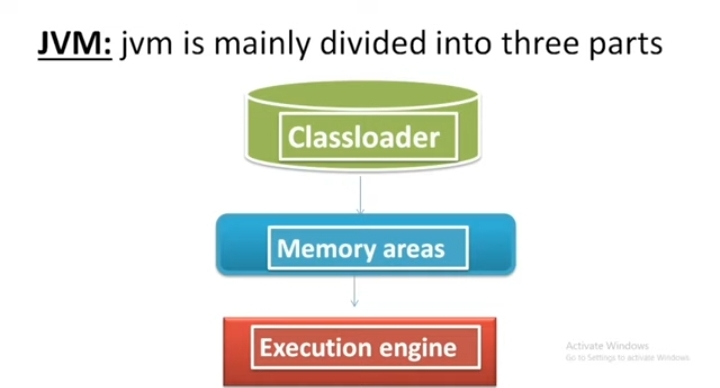 JVM: jvm is mainly divided into three parts
Classloader
Memory areas
Execution engine
Activate Windows
Go to Settings to activate Windows.